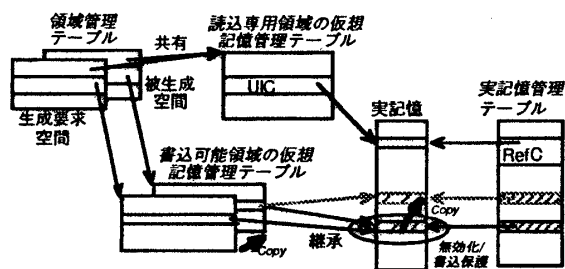 領域管理
テーブル
共有
読込専用領域の仮想
記憶管理テーブル
UIC
被生成
空間
生成要求
空間
実記憶
実記憶管理
テーブル
RefC
書込可能領域の仮想
記憶管理テーブル
Copy
継承
Copy
無効化/
書込保護